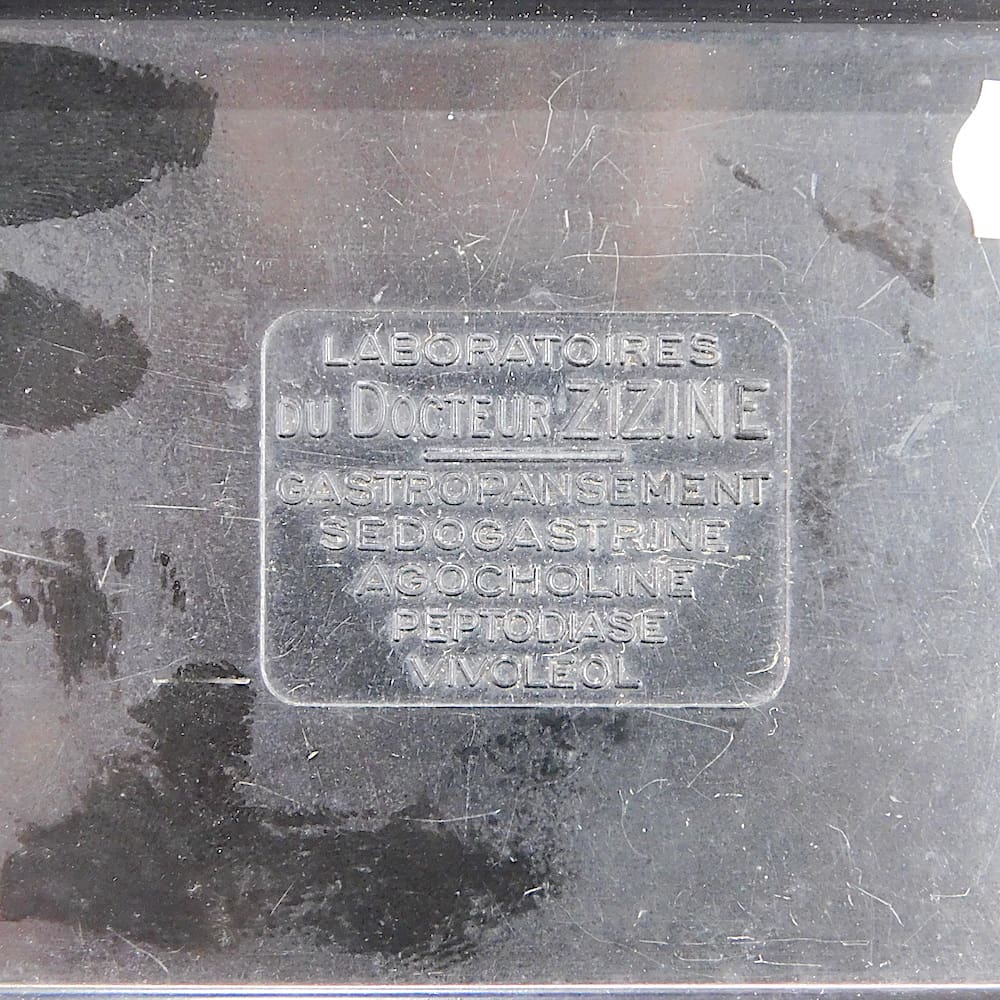 LABORATOIRES
DU DOCTEUR ZIZINE
GASTROPANSEMENT
SEDOGASTRINE
AGOCHOLINE
PEPTODIASE
VIVOLEOL